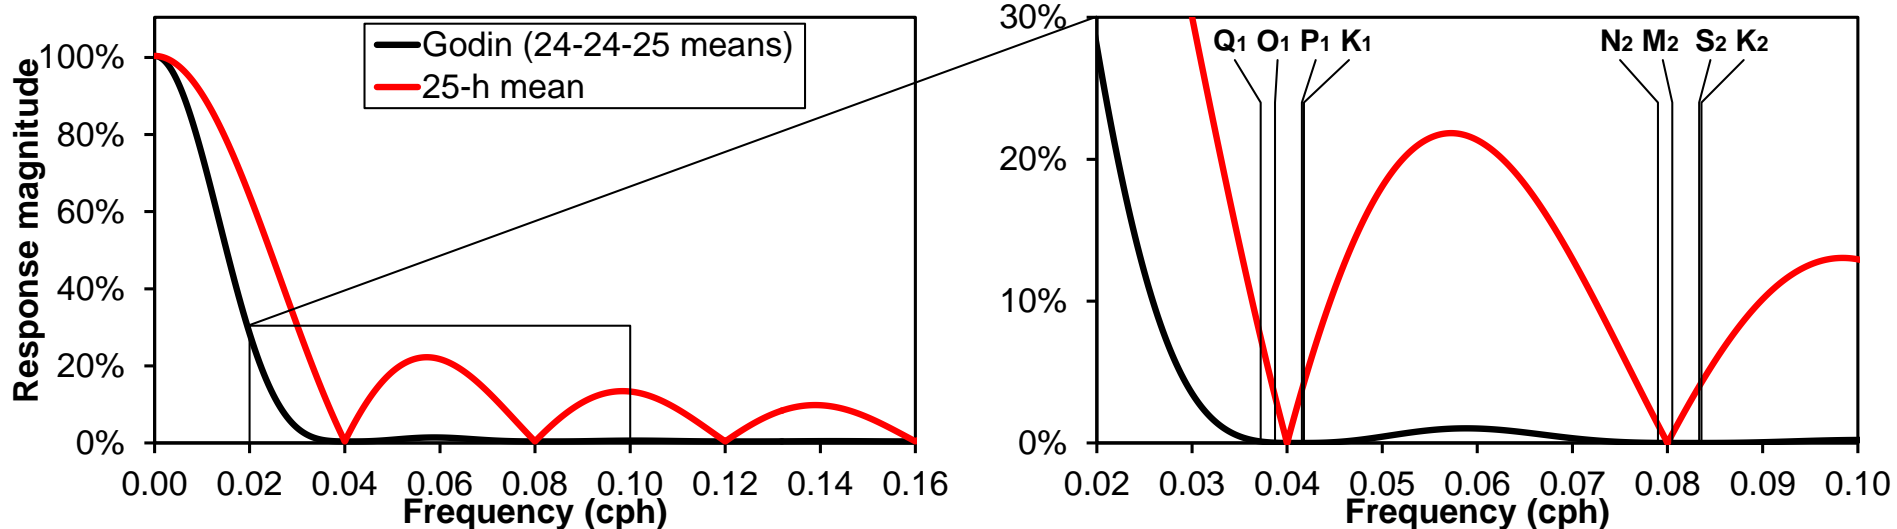 Response magnitude
100%
80%
60%
40%
20%
0%
Godin (24-24-25 means)
25-h mean
0.00 0.02 0.04 0.06 0.08 0.10 0.12 0.14 0.16
Frequency (cph)
30%
20%
10%
0%
Q1 O1 P1 K1 N2 M2 S2 K2
0.02 0.03 0.04 0.05 0.06 0.07 0.08 0.09 0.10
Frequency (cph)